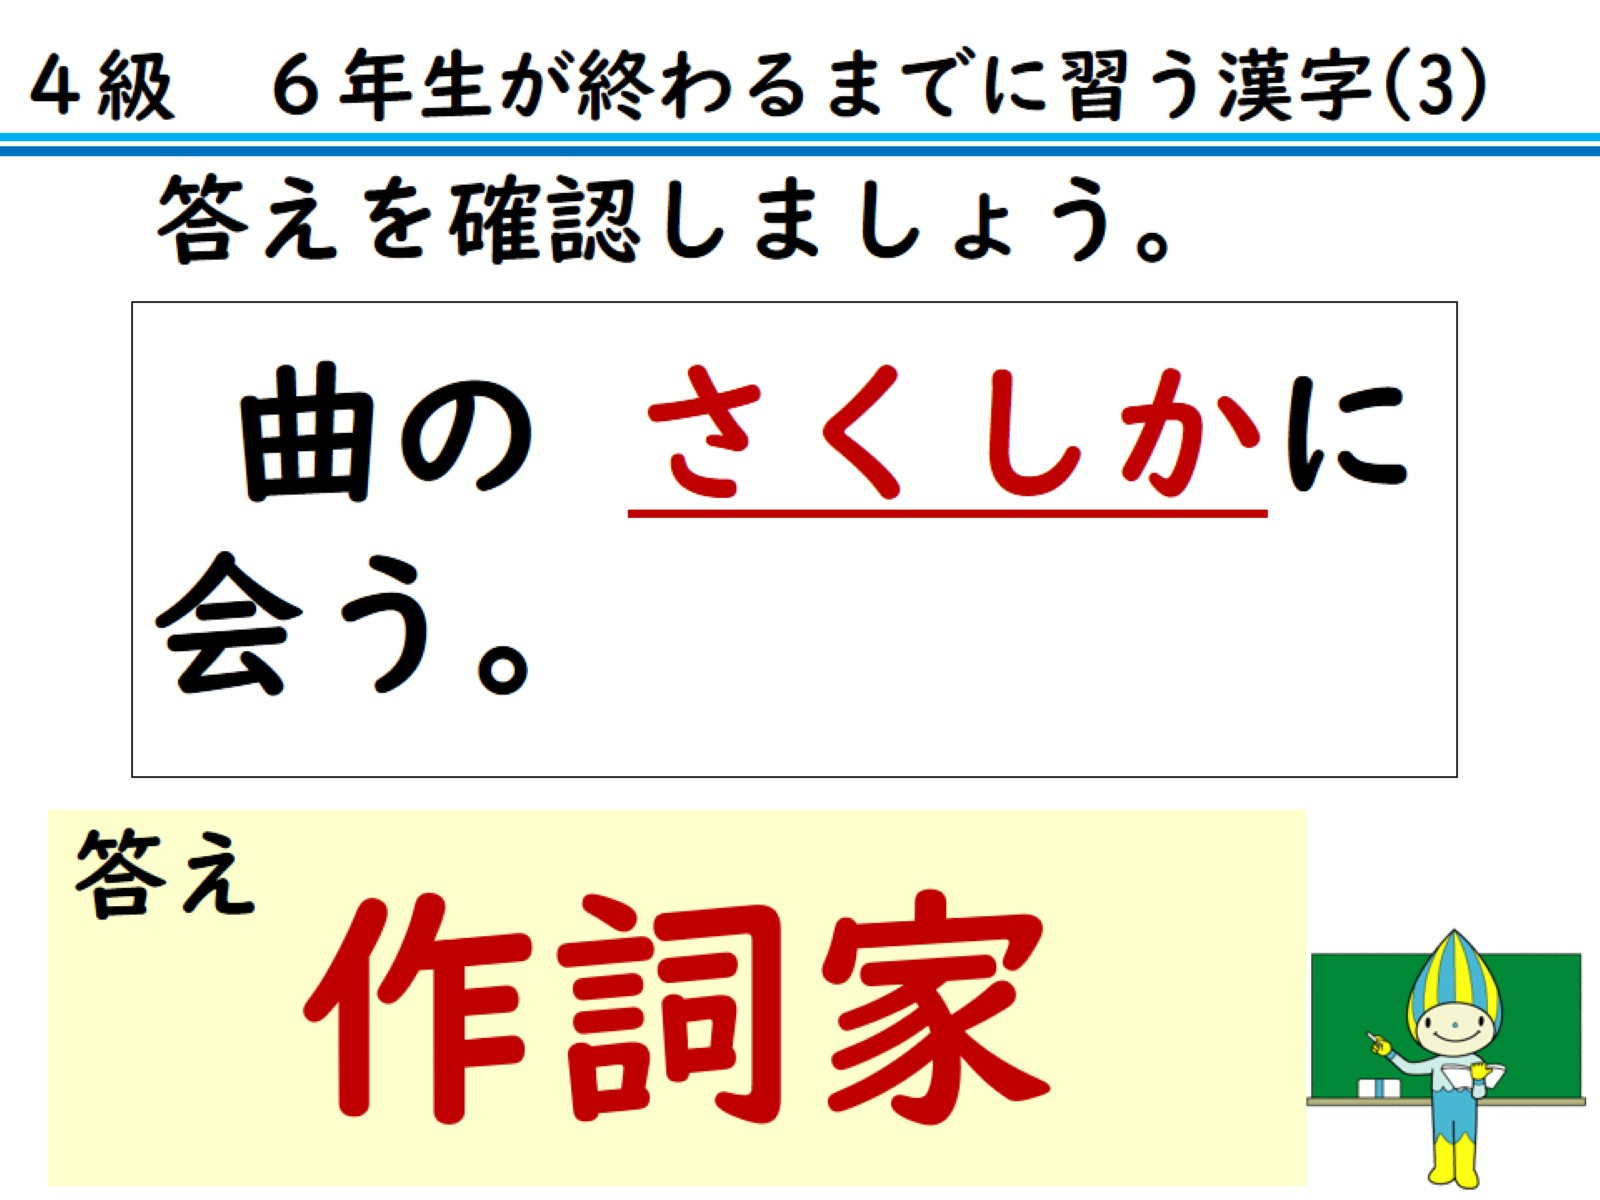 ４級　６年生が終わるまでに習う漢字(3)
答えを確認しましょう。
曲の さくしかに
会う。
答え
作詞家